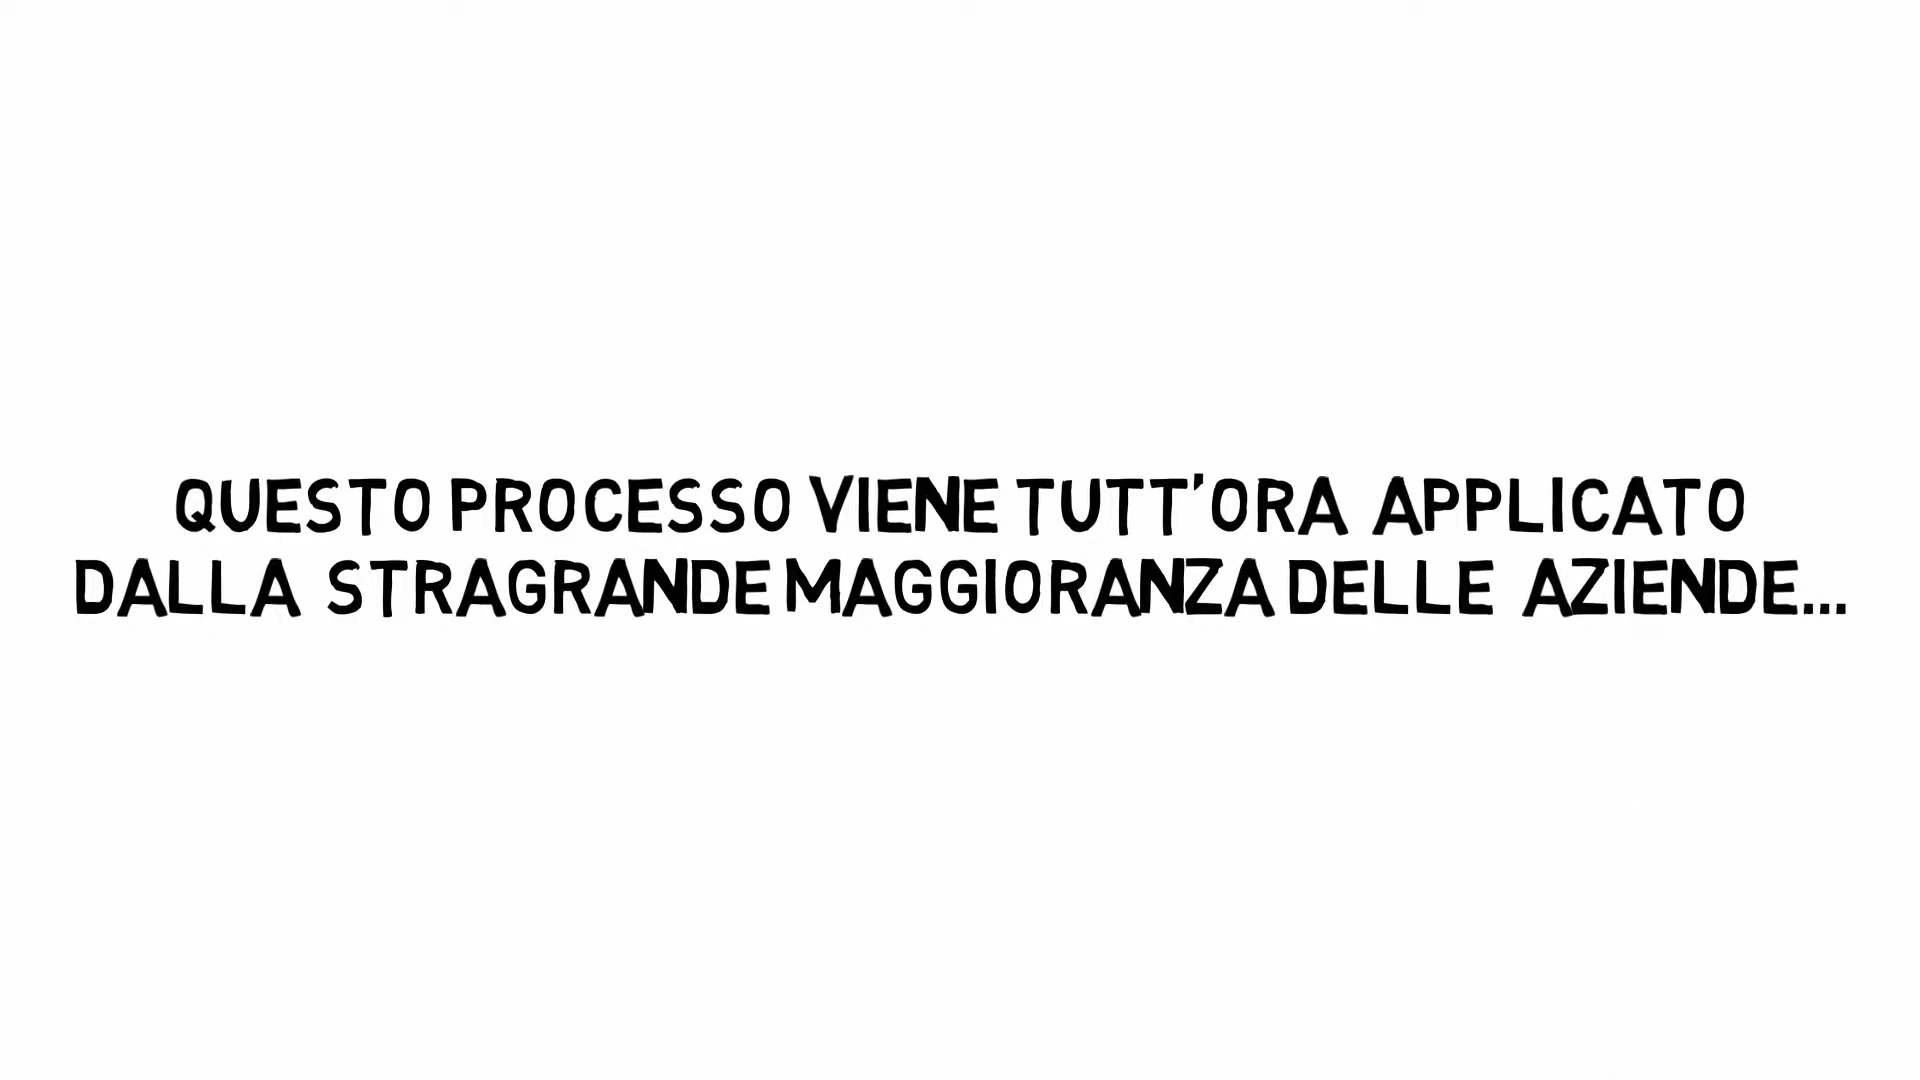 QUESTO PROCESSO VIENE TUTT'ORA APPLICATO
DALLA STRAGRANDE MAGGIORANZA DELLE AZIENDE...